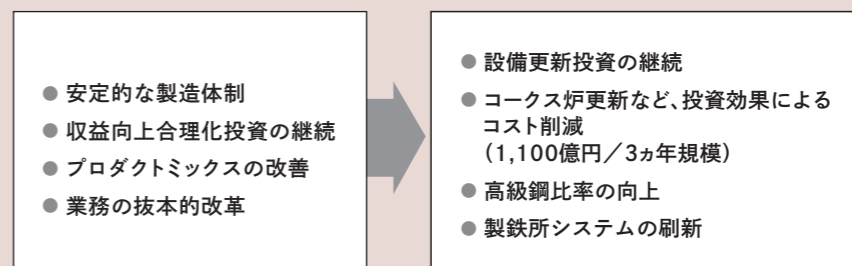 ● 安定的な製造体制
● 収益向上合理化投資の継続
● プロダクトミックスの改善
● 業務の抜本的改革
● 設備更新投資の継続
● コークス炉更新など、投資効果による
コスト削減
（1,100億円／3ヵ年規模）
● 高級鋼比率の向上
● 製鉄所システムの刷新